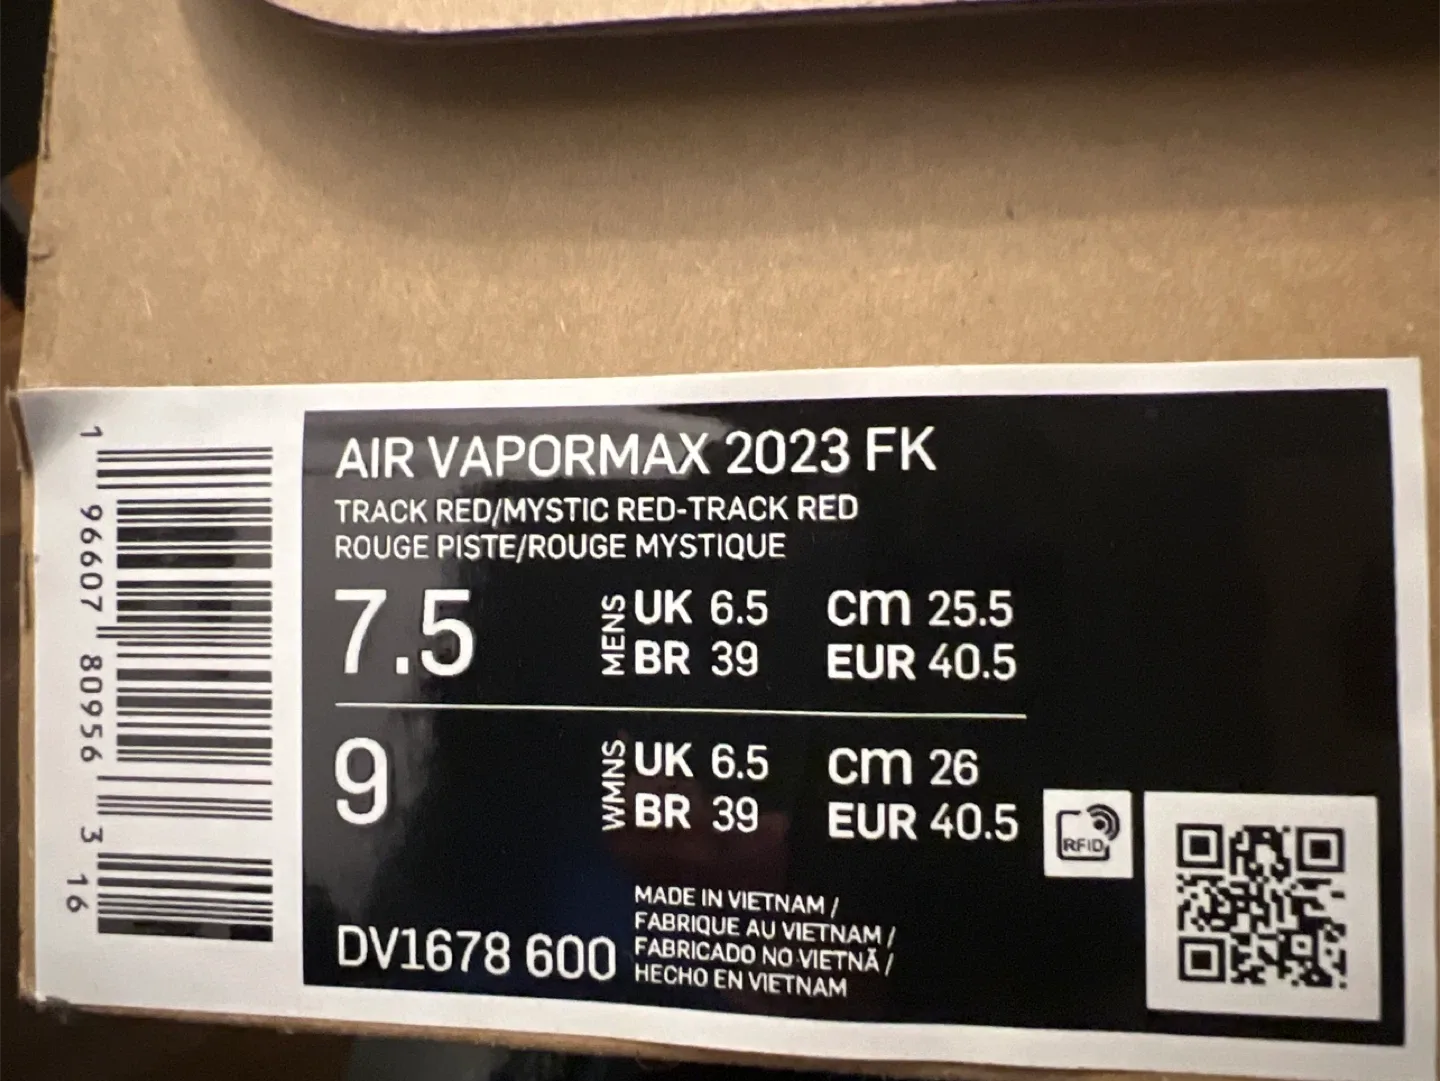 AIR VAPORMAX 2023 FK
TRACK RED/MYSTIC RED-TRACK RED
ROUGE PISTE/ROUGE MYSTIQUE
7.5
MENS
UK 6.5 cm 25.5
BR 39 EUR 40.5
9
WMNS
UK 6.5 cm 26
BR 39 EUR 40.5
RFID
DV1678 600
MADE IN VIETNAM /
FABRIQUE AU VIETNAM /
FABRICADO NO VIETNÃ /
HECHO EN VIETNAM
1 96607 80956 3 16